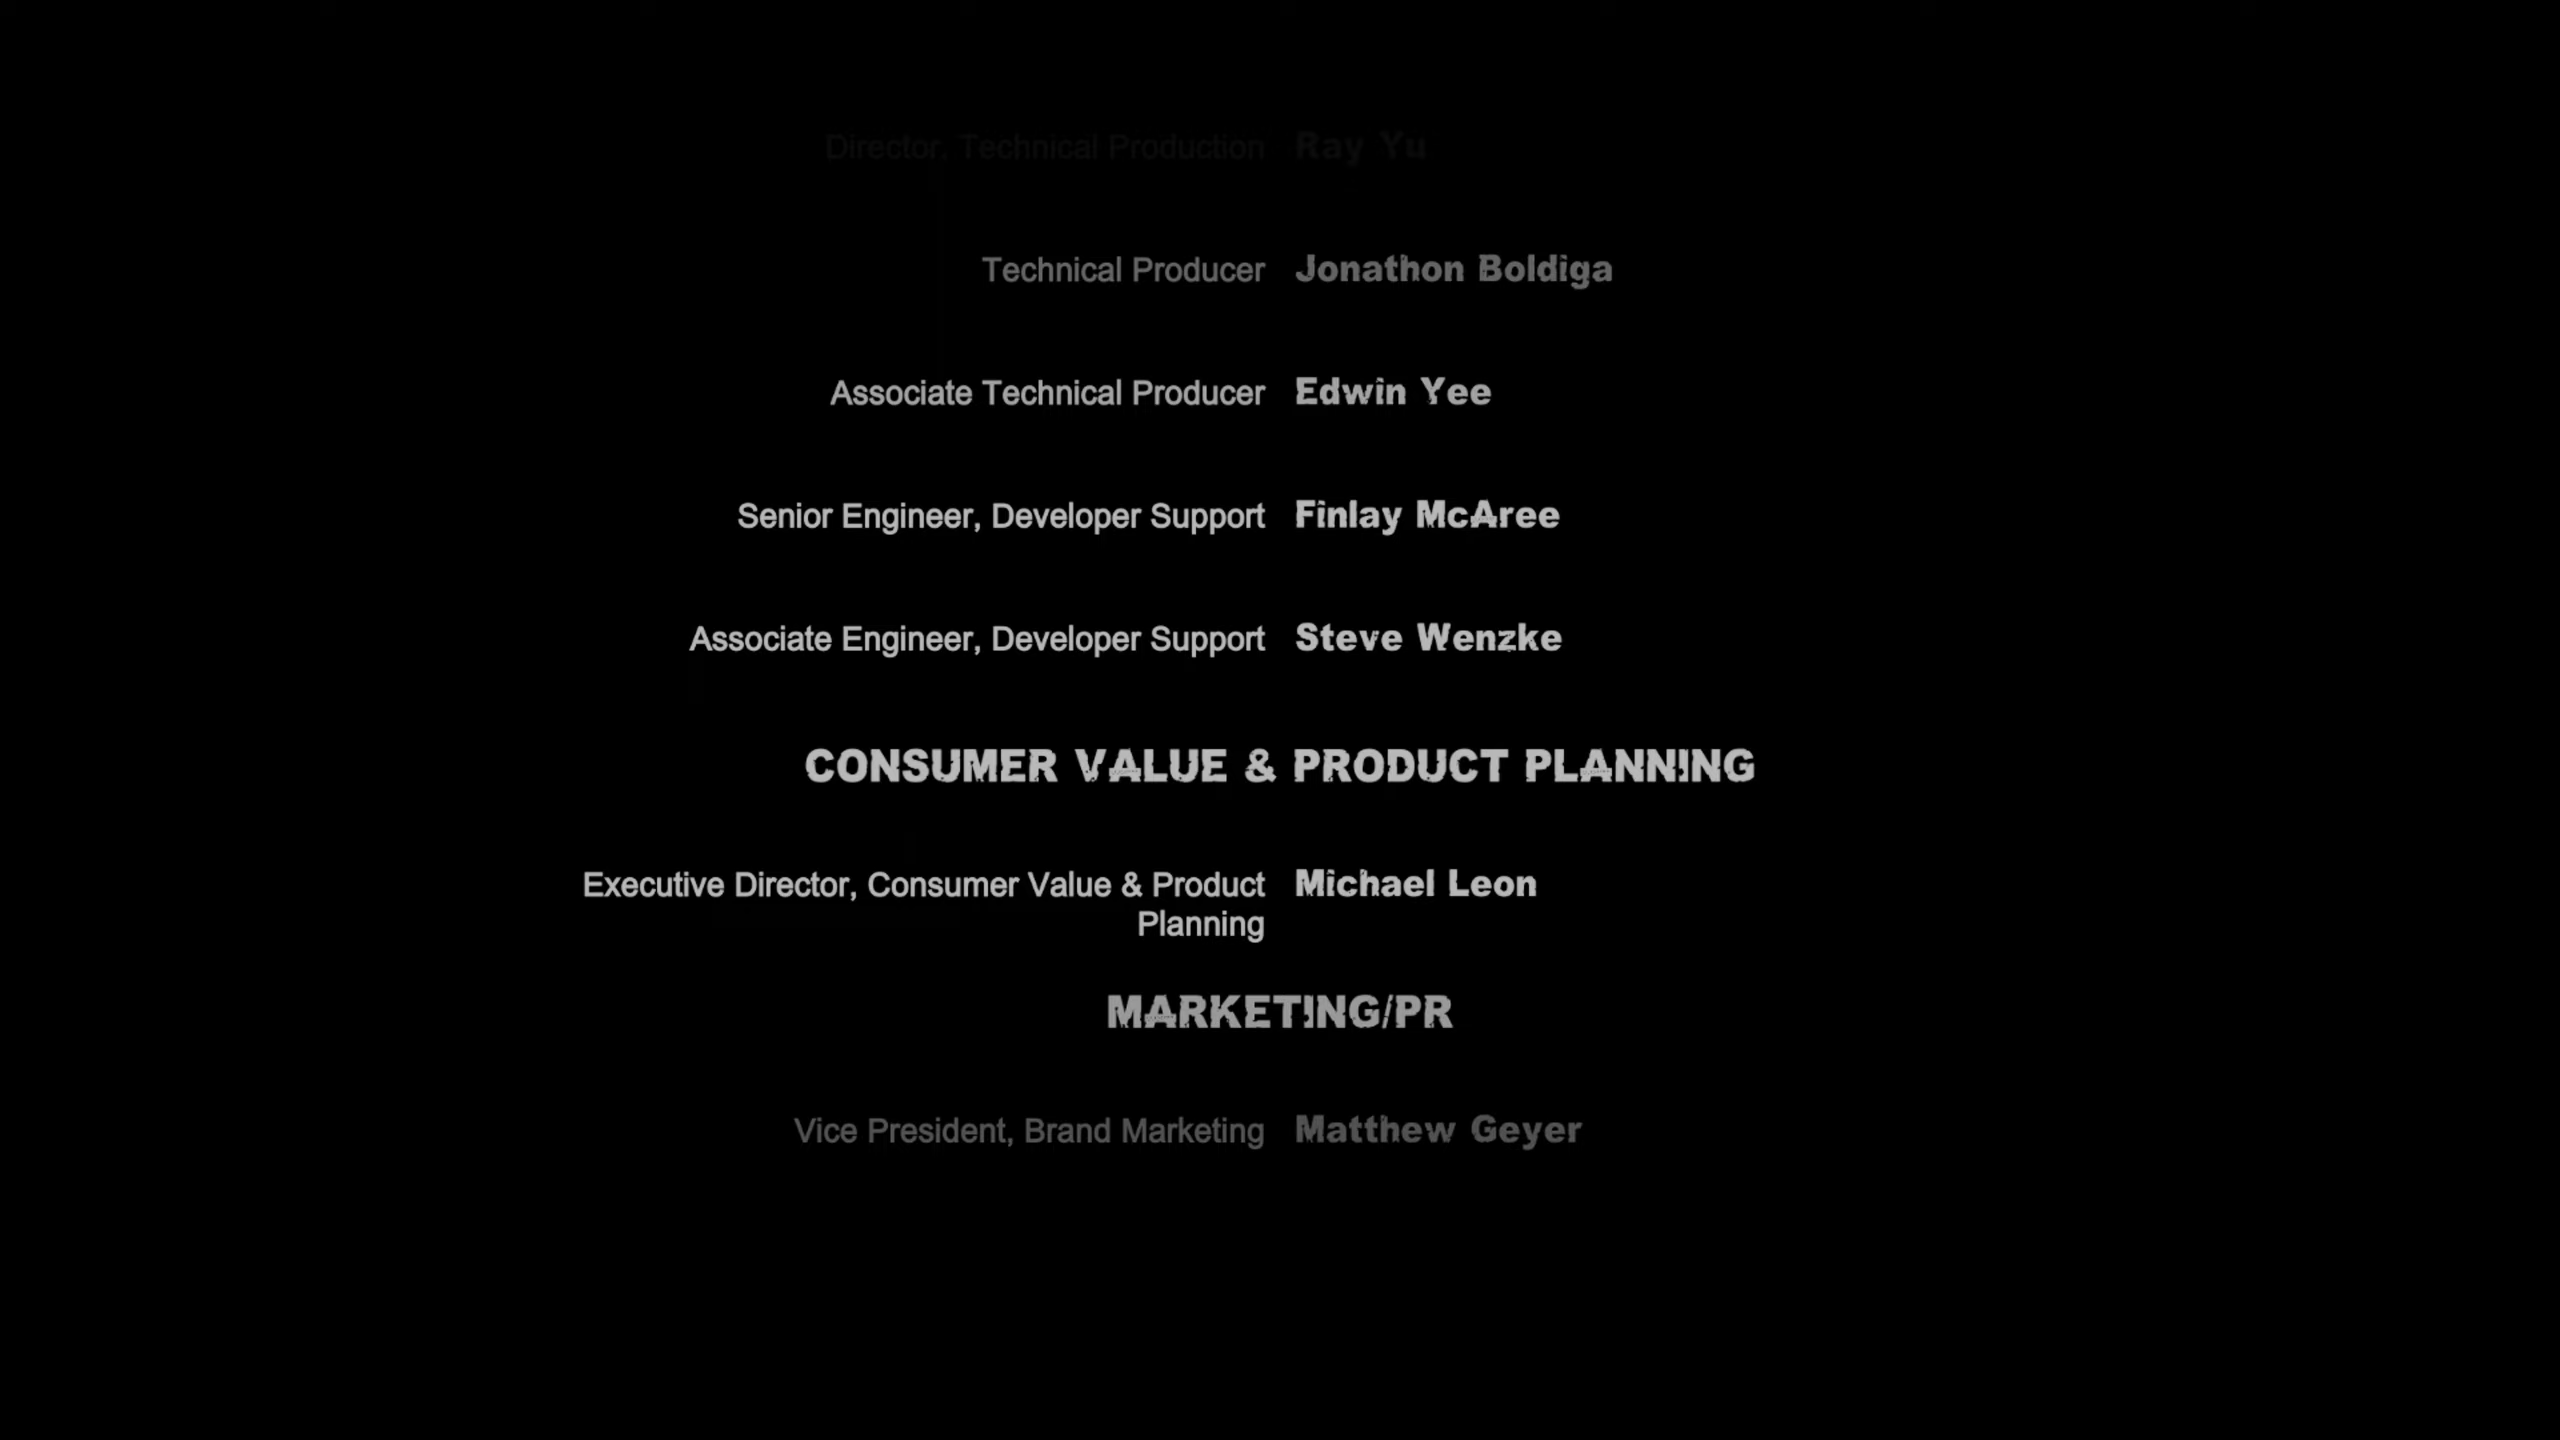 Director, Technical Production Ray Yu
Technical Producer Jonathon Boldiga
Associate Technical Producer Edwin Yee
Senior Engineer, Developer Support Finlay McAree
Associate Engineer, Developer Support Steve Wenzke
CONSUMER VALUE & PRODUCT PLANNING
Executive Director, Consumer Value & Product Michael Leon
Planning
MARKETING/PR
Vice President, Brand Marketing Matthew Geyer